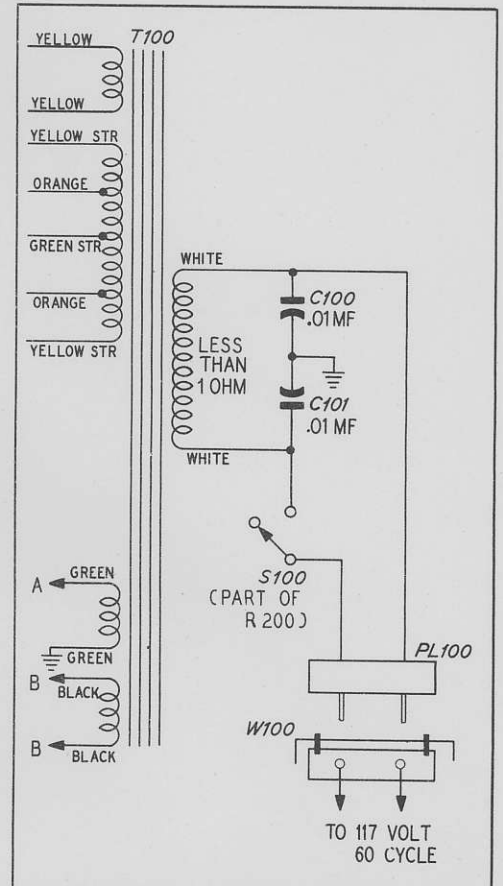 YELLOW
T100
YELLOW
YELLOW STR
ORANGE
GREEN STR
ORANGE
YELLOW STR
WHITE
C100
.01 MF
LESS
THAN
1 OHM
C101
.01 MF
WHITE
S100
(PART OF
R200)
A
GREEN
GREEN
B
BLACK
B
BLACK
PL100
W100
TO 117 VOLT
60 CYCLE